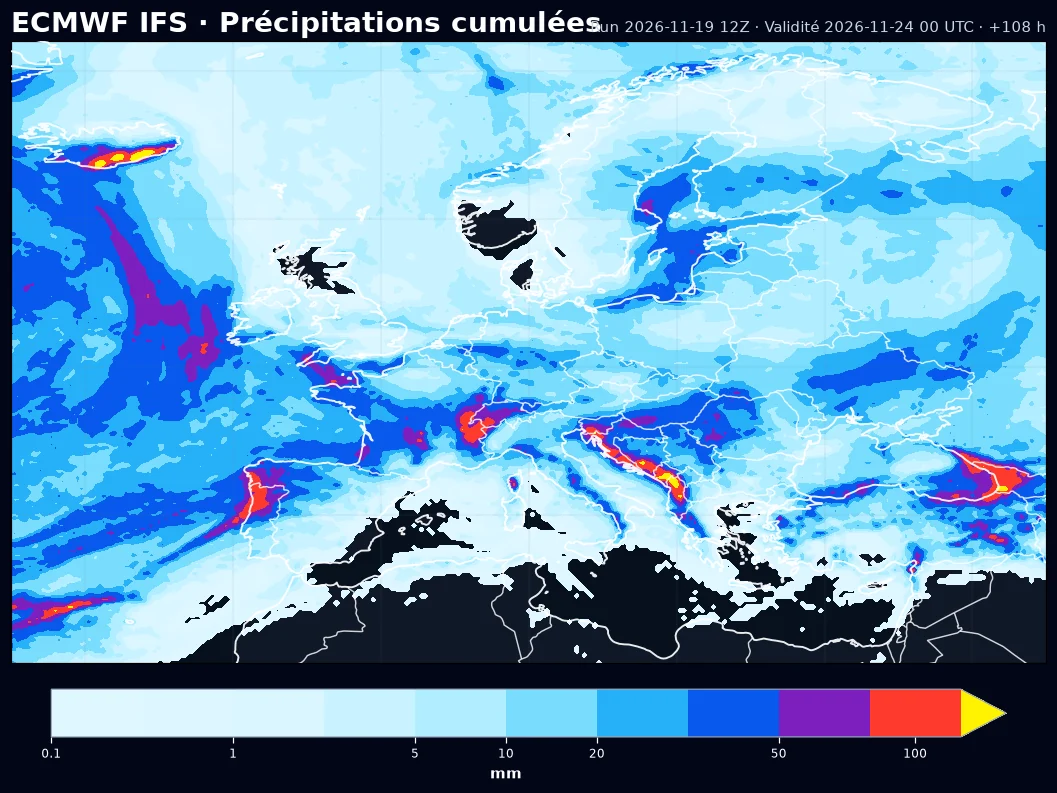 ECMWF IFS · Précipitations cumulées
Run 2026-11-19 12Z · Validité 2026-11-24 00 UTC · +108 h
0.1 1 5 10 20 50 100
mm